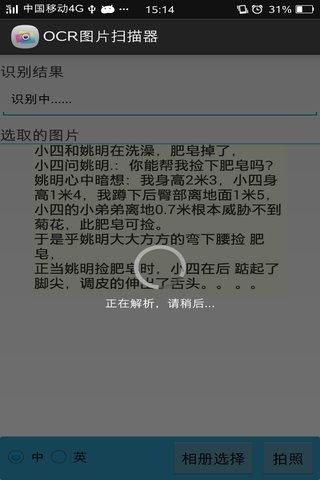 中国移动4G
15:14
31%
OCR图片扫描器
识别结果
识别中......
选取的图片
小四和姚明在洗澡，肥皂掉了，
小四问姚明.：你能帮我捡下肥皂吗？
姚明心中暗想：我身高2米3，小四身
高1米4，我蹲下后臀部离地面1米5，
小四的小弟弟离地0.7米根本威胁不到
菊花，此肥皂可捡。
于是乎姚明大大方方的弯下腰捡 肥
皂，
正当姚明捡肥皂时，小四在后 踮起了
脚尖，调皮的伸出了舌头。。。。
正在解析，请稍后...
中
英
相册选择
拍照